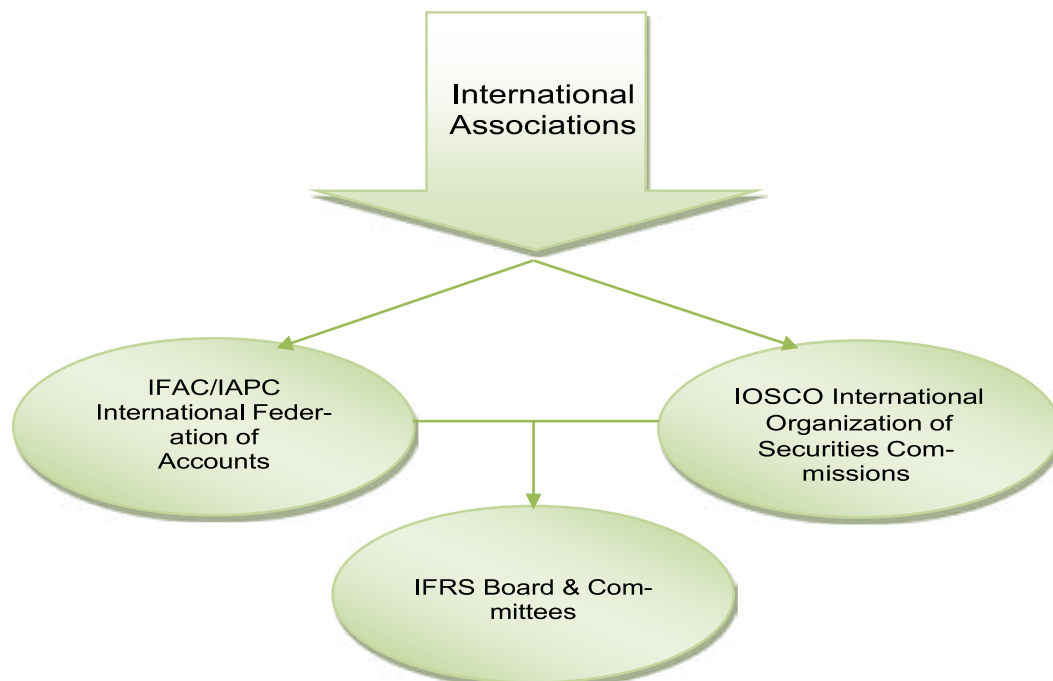 International
Associations
IFAC/IAPC
International Feder-
ation of
Accounts
IOSCO International
Organization of
Securities Com-
missions
IFRS Board & Com-
mittees